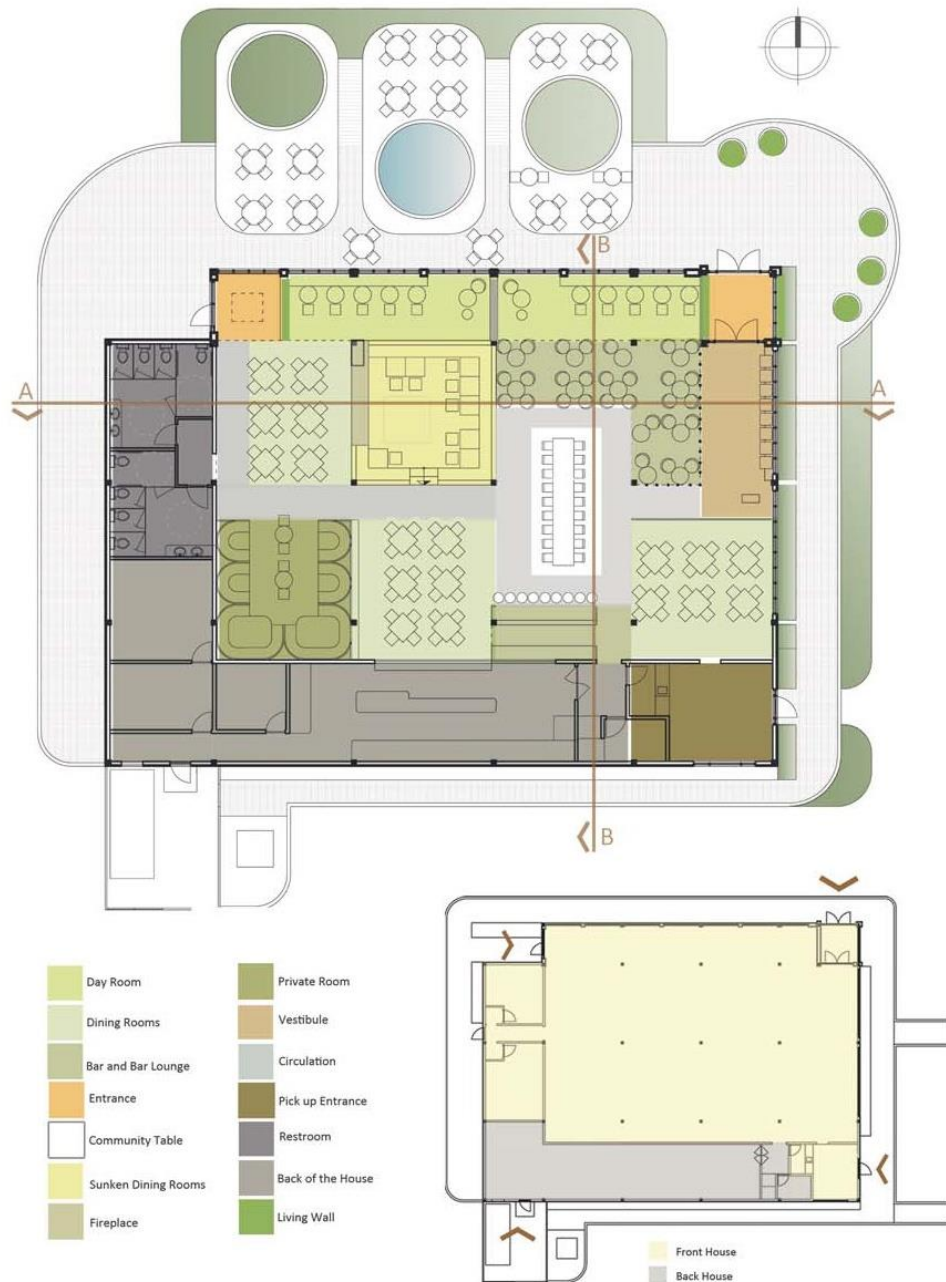 B
A
A
B
Day Room
Dining Rooms
Bar and Bar Lounge
Entrance
Community Table
Sunken Dining Rooms
Fireplace
Private Room
Vestibule
Circulation
Pick up Entrance
Restroom
Back of the House
Living Wall
Front House
Back House